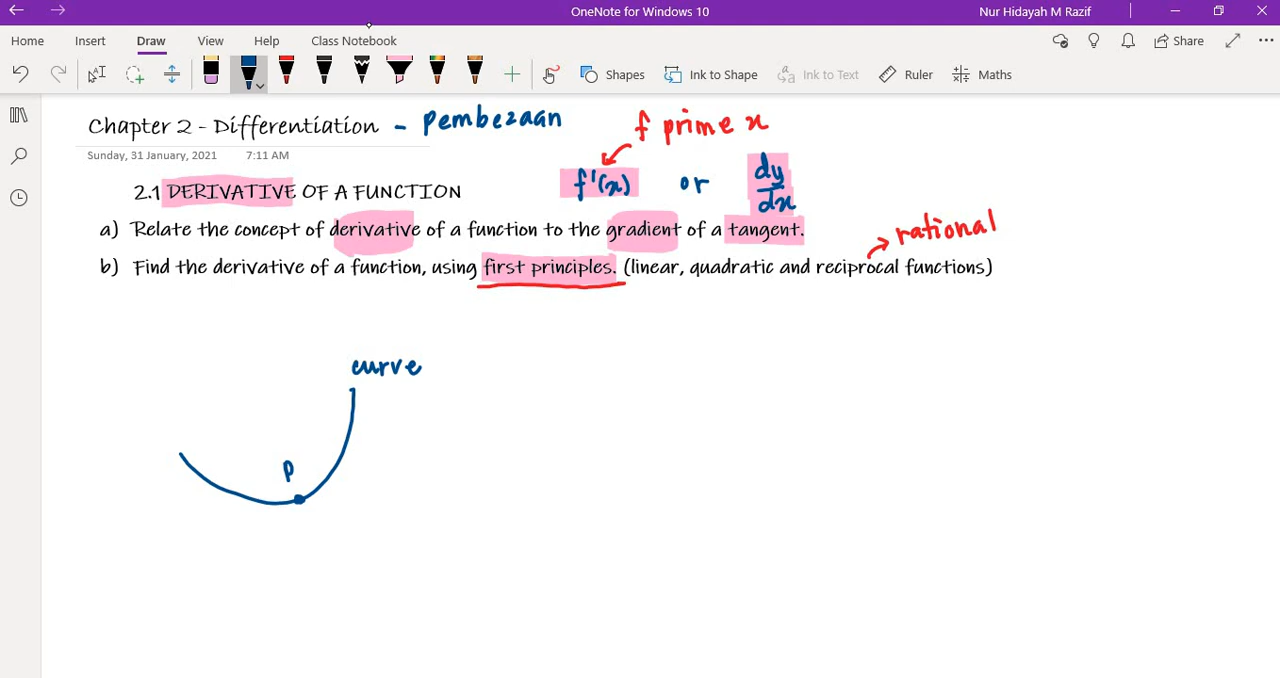 OneNote for Windows 10
Nur Hidayah M Razif
Home Insert Draw View Help Class Notebook
Share
Shapes Ink to Shape Ink to Text Ruler Maths
Chapter 2 - Differentiation - pembezaan
f prime x
Sunday, 31 January, 2021 7:11 AM
2.1 DERIVATIVE OF A FUNCTION
f'(x) or dy/dx
a) Relate the concept of derivative of a function to the gradient of a tangent.
rational
b) Find the derivative of a function, using first principles. (linear, quadratic and reciprocal functions)
curve
P